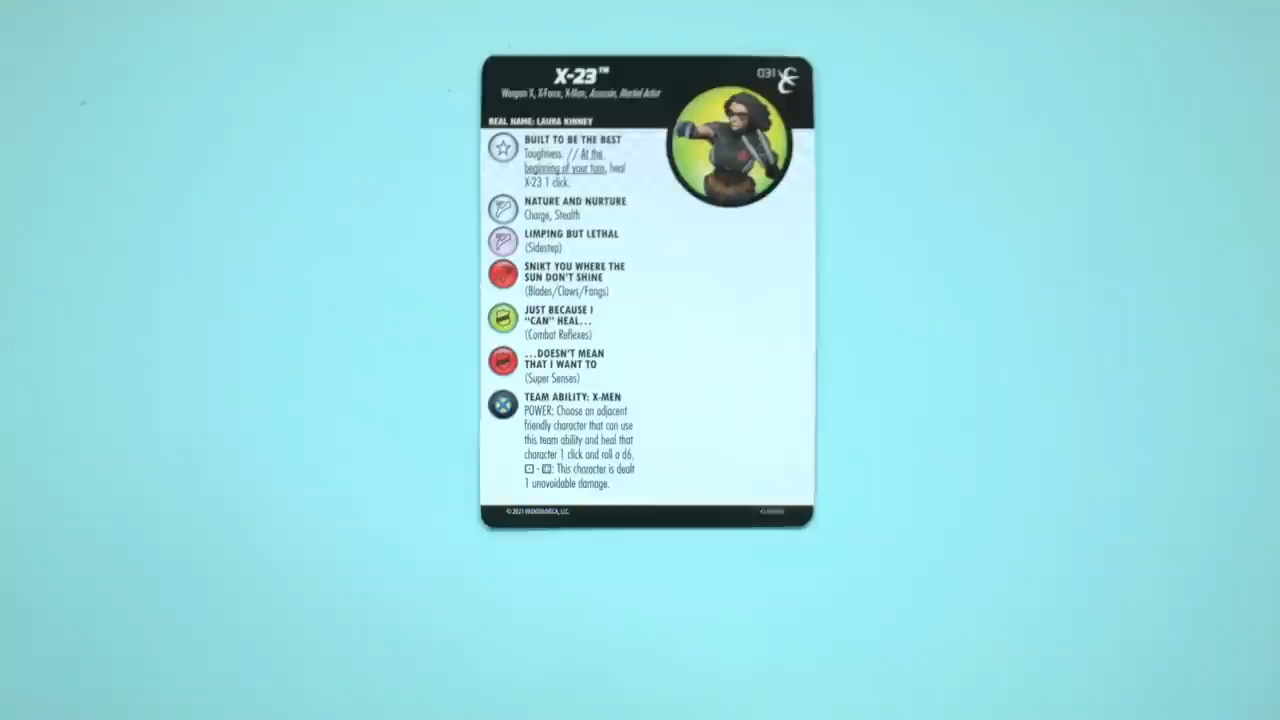 X-23™
031
Weapon X, X-Force, X-Men, Assassin, Martial Artist
REAL NAME: LAURA KINNEY
BUILT TO BE THE BEST
Toughness. // At the
beginning of your turn, heal
X-23 1 click.
NATURE AND NURTURE
Charge, Stealth
LIMPING BUT LETHAL
(Sidestep)
SNIKT YOU WHERE THE
SUN DON'T SHINE
(Blades/Claws/Fangs)
JUST BECAUSE I
"CAN" HEAL...
(Combat Reflexes)
...DOESN'T MEAN
THAT I WANT TO
(Super Senses)
TEAM ABILITY: X-MEN
POWER: Choose an adjacent
friendly character that can use
this team ability and heal that
character 1 click and roll a d6.
⚀ - : This character is dealt
1 unavoidable damage.
© 2021 WIZKIDS/NECA, LLC.